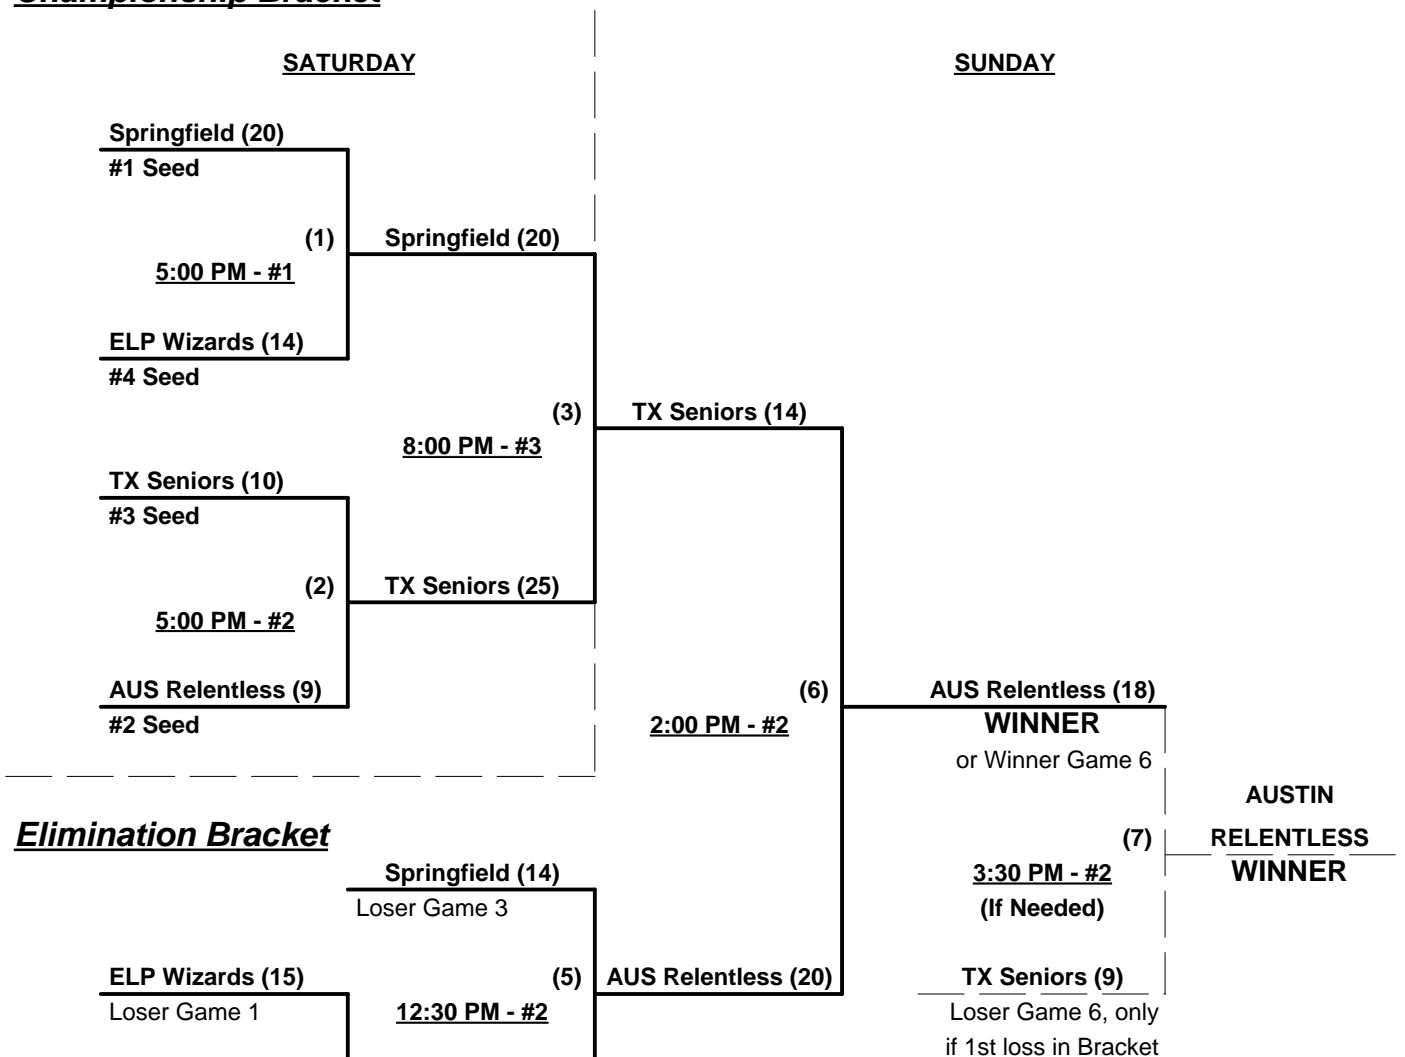 Championship Bracket
SATURDAY
SUNDAY
Springfield (20)
#1 Seed
(1)
Springfield (20)
5:00 PM - #1
ELP Wizards (14)
#4 Seed
(3)
TX Seniors (14)
8:00 PM - #3
TX Seniors (10)
#3 Seed
(2)
TX Seniors (25)
5:00 PM - #2
AUS Relentless (9)
#2 Seed
(6)
AUS Relentless (18)
2:00 PM - #2
WINNER
or Winner Game 6
AUSTIN
RELENTLESS
WINNER
Elimination Bracket
(7)
Springfield (14)
Loser Game 3
3:30 PM - #2
(If Needed)
ELP Wizards (15)
Loser Game 1
(5)
AUS Relentless (20)
12:30 PM - #2
TX Seniors (9)
Loser Game 6, only
if 1st loss in Bracket